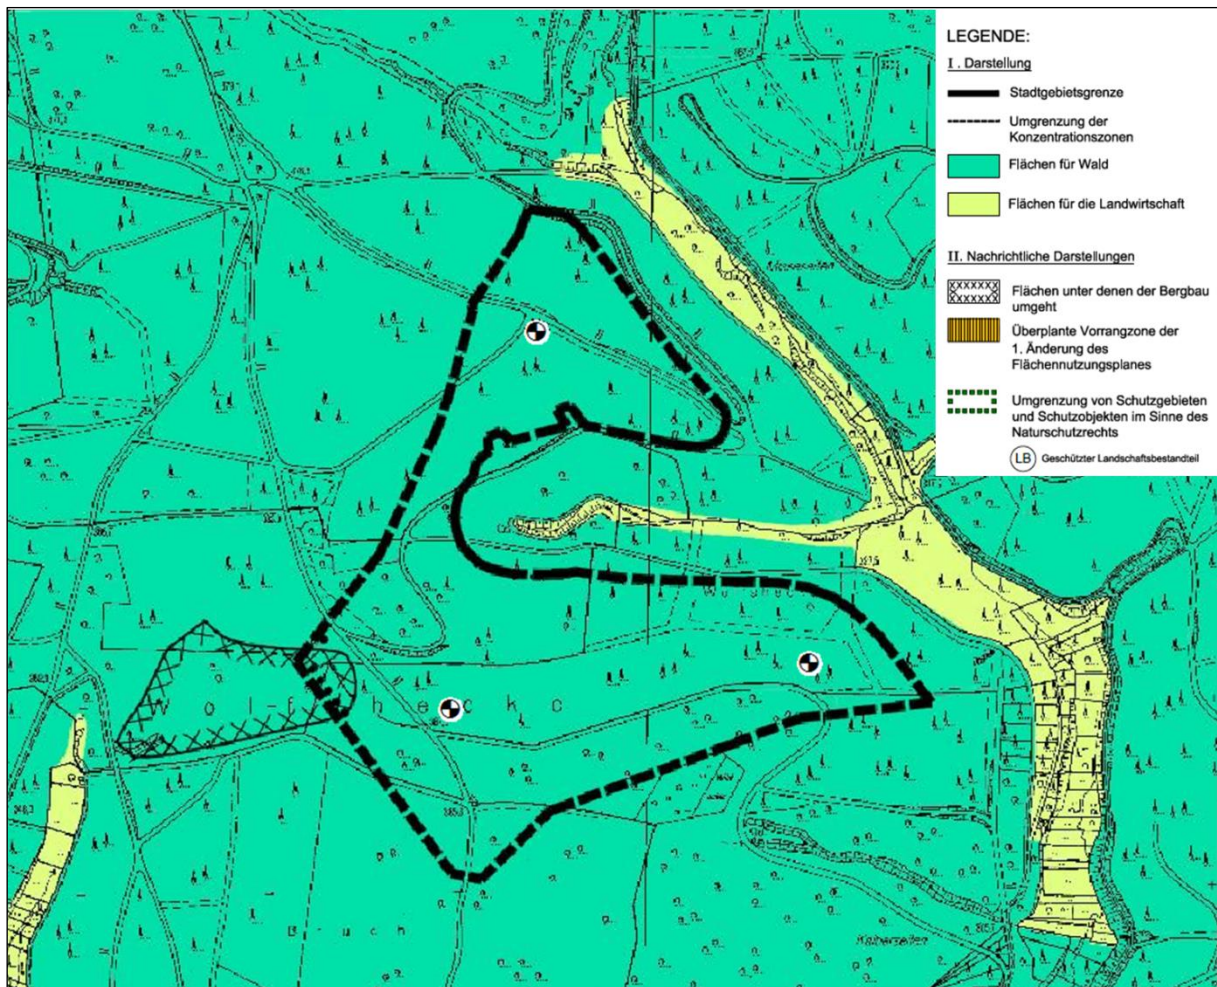 LEGENDE:
I . Darstellung
Stadtgebietsgrenze
Umgrenzung der
Konzentrationszonen
Flächen für Wald
Flächen für die Landwirtschaft
II. Nachrichtliche Darstellungen
Flächen unter denen der Bergbau
umgeht
Überplante Vorrangzone der
1. Änderung des
Flächennutzungsplanes
Umgrenzung von Schutzgebieten
und Schutzobjekten im Sinne des
Naturschutzrechts
LB Geschützter Landschaftsbestandteil
B r u c h